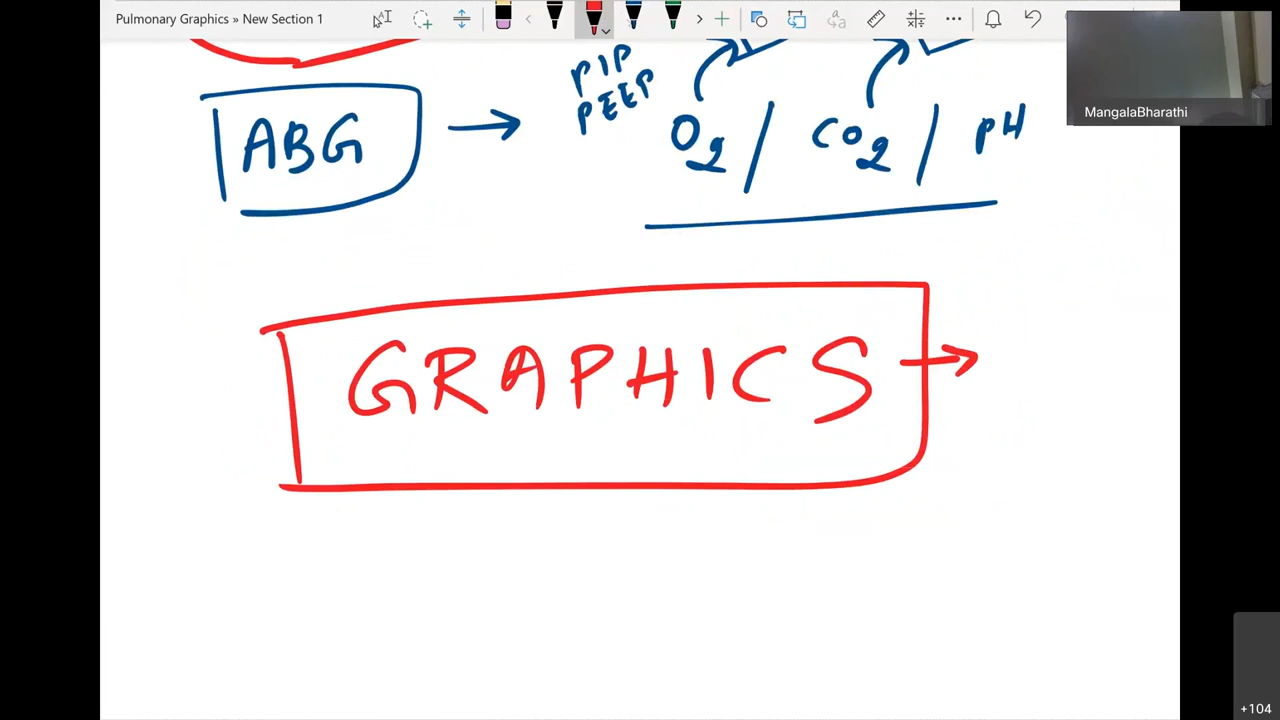 Pulmonary Graphics » New Section 1
MangalaBharathi
PIP
PEEP
ABG → O2 / CO2 / PH
GRAPHICS →
+104